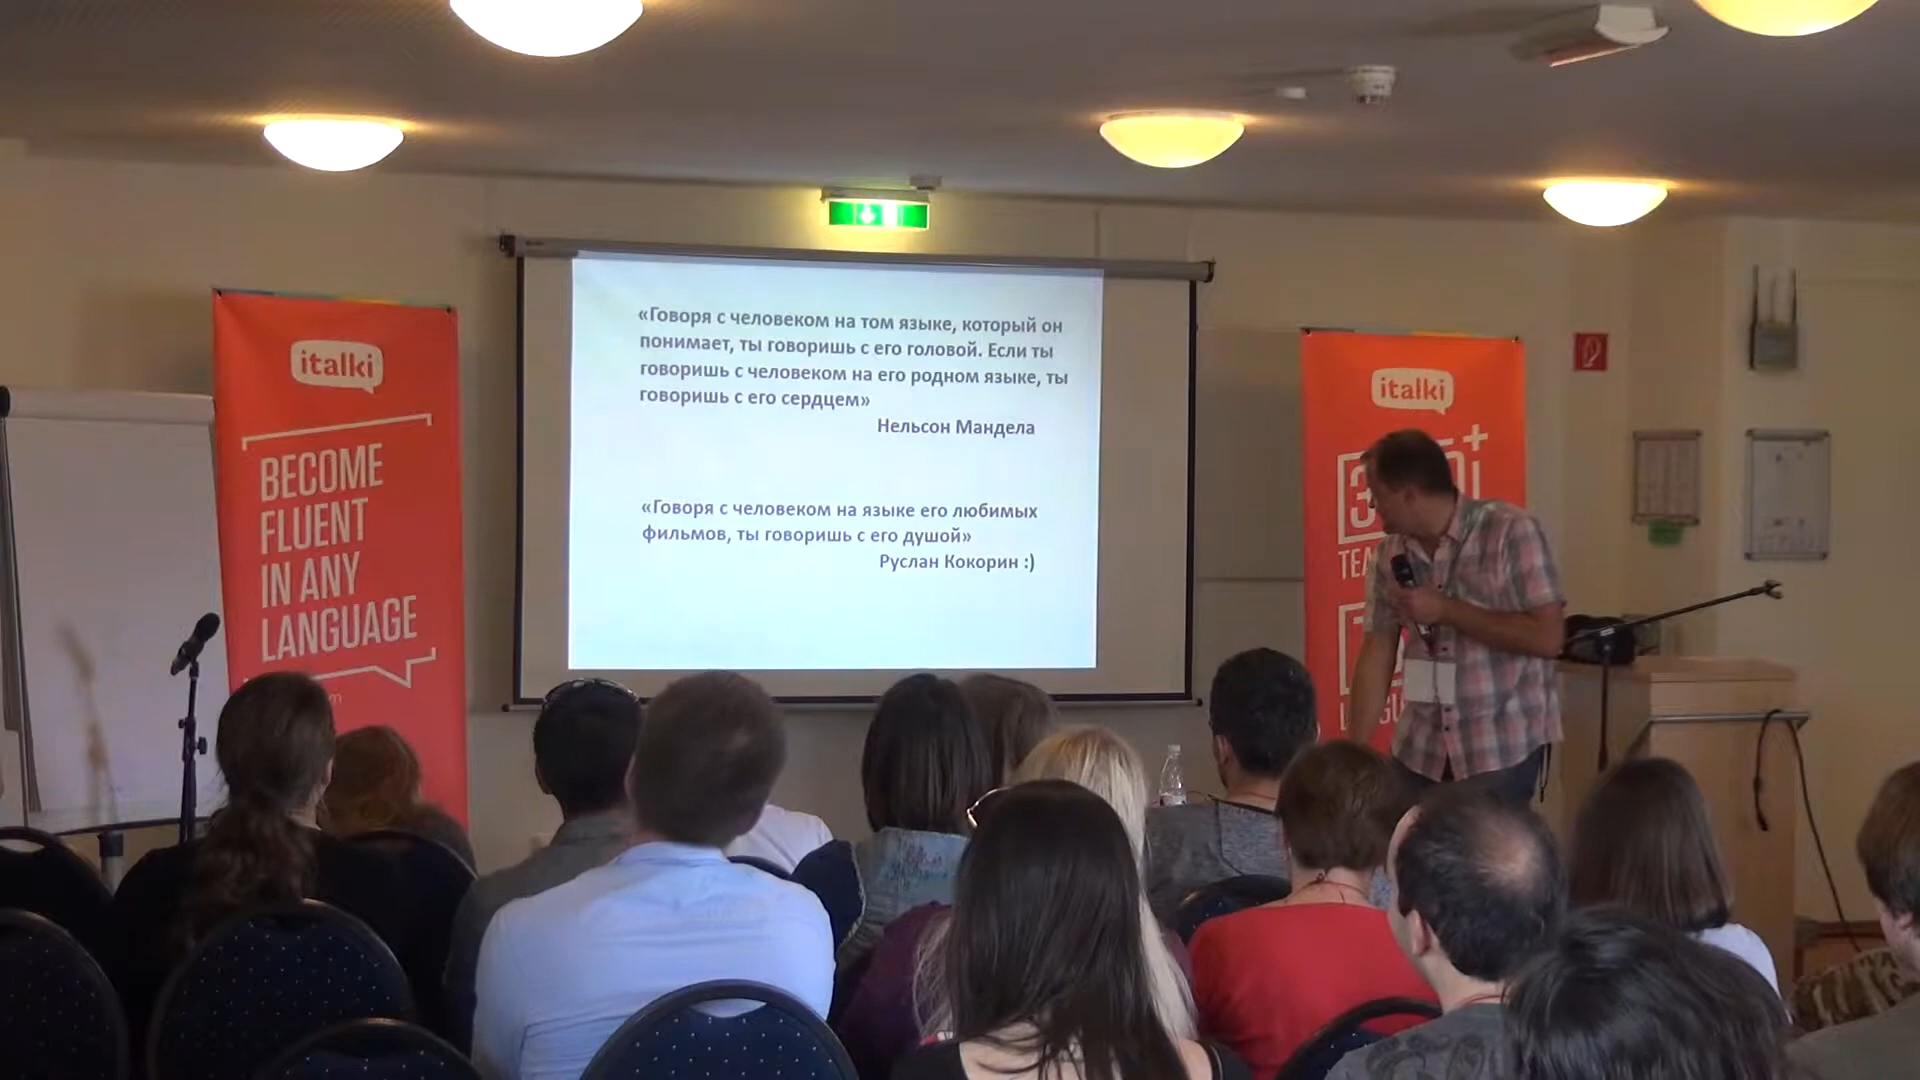 italki
BECOME
FLUENT
IN ANY
LANGUAGE
«Говоря с человеком на том языке, который он
понимает, ты говоришь с его головой. Если ты
говоришь с человеком на его родном языке, ты
говоришь с его сердцем»
Нельсон Мандела
«Говоря с человеком на языке его любимых
фильмов, ты говоришь с его душой»
Руслан Кокорин :)
italki